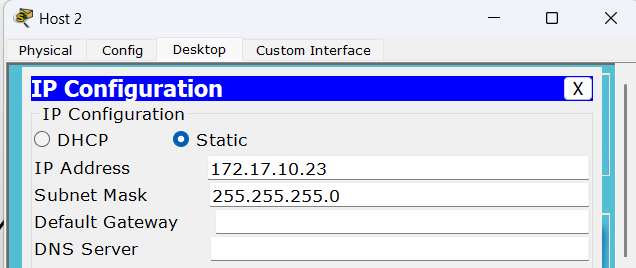 Host 2
Physical Config Desktop Custom Interface
IP Configuration X
IP Configuration
DHCP Static
IP Address 172.17.10.23
Subnet Mask 255.255.255.0
Default Gateway
DNS Server